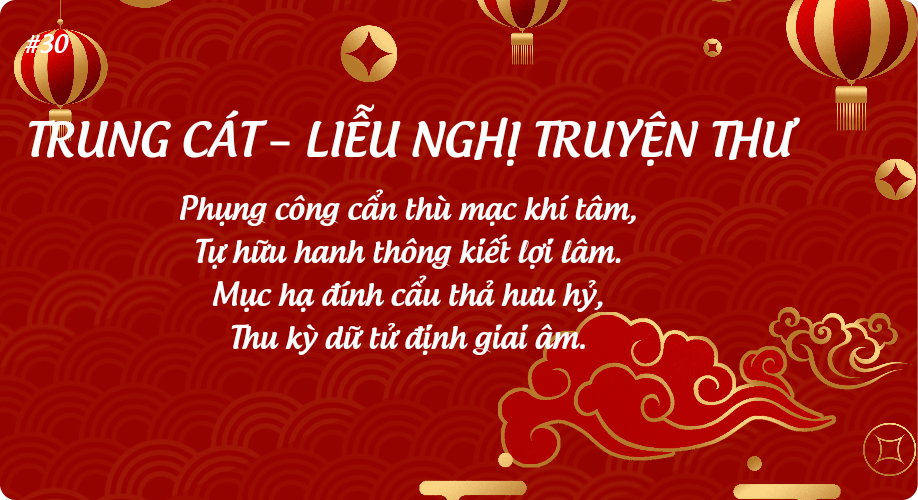 #30
TRUNG CÁT – LIỄU NGHỊ TRUYỆN THƯ
Phụng công cẩn thù mạc khí tâm,
Tự hữu hanh thông kiết lợi lâm.
Mục hạ đính cẩu thả hưu hỷ,
Thu kỳ dữ tử định giai âm.